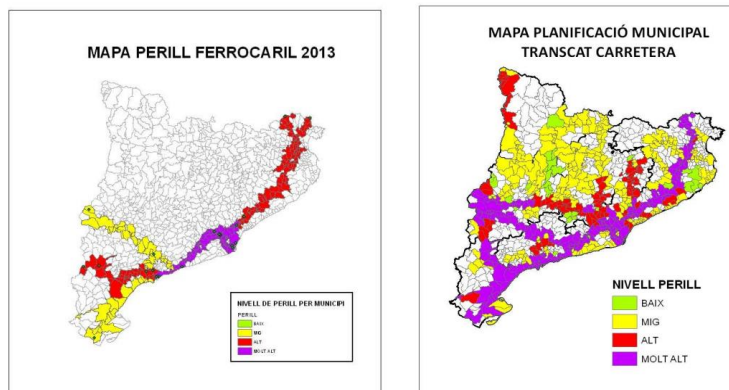 MAPA PERILL FERROCARIL 2013
NIVELL DE PERILL PER MUNICIPI
PERILL
BAIX
MIG
ALT
MOLT ALT
MAPA PLANIFICACIÓ MUNICIPAL
TRANSCAT CARRETERA
NIVELL PERILL
BAIX
MIG
ALT
MOLT ALT